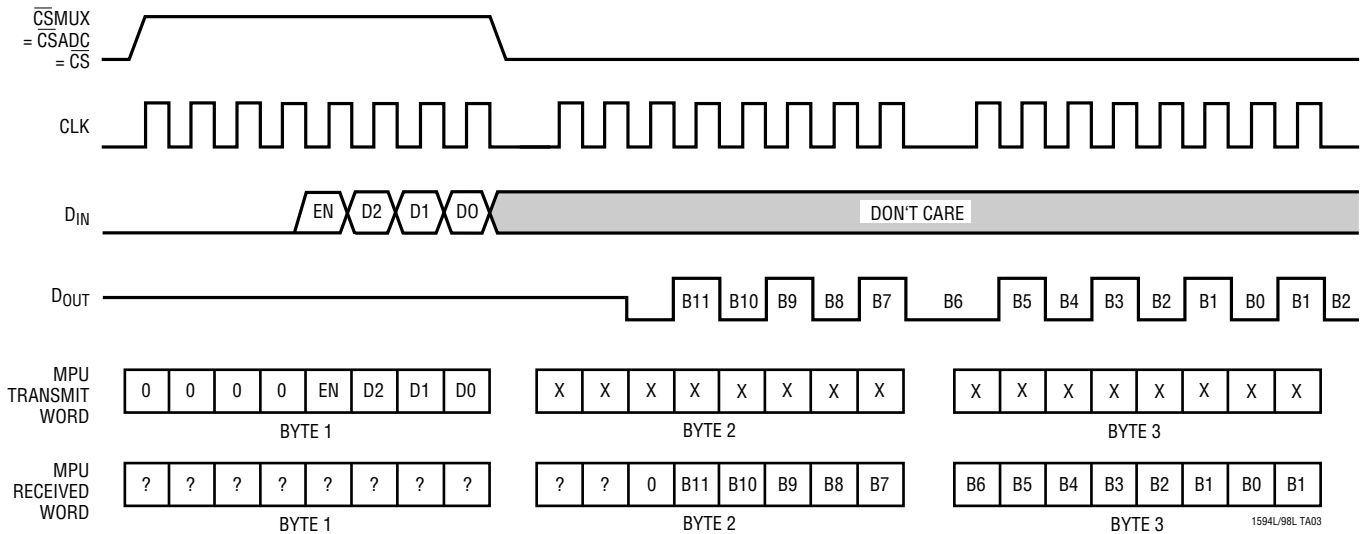 CSMUX
= CSADC
= CS
CLK
DIN
EN D2 D1 DO
DON'T CARE
DOUT
B11 B10 B9 B8 B7 B6 B5 B4 B3 B2 B1 B0 B1 B2
MPU
TRANSMIT
WORD
0 0 0 0 EN D2 D1 D0 X X X X X X X X X X X X X X X X
BYTE 1 BYTE 2 BYTE 3
MPU
RECEIVED
WORD
? ? ? ? ? ? ? ? ? ? 0 B11 B10 B9 B8 B7 B6 B5 B4 B3 B2 B1 B0 B1
BYTE 1 BYTE 2 BYTE 3
1594L/98L TA03